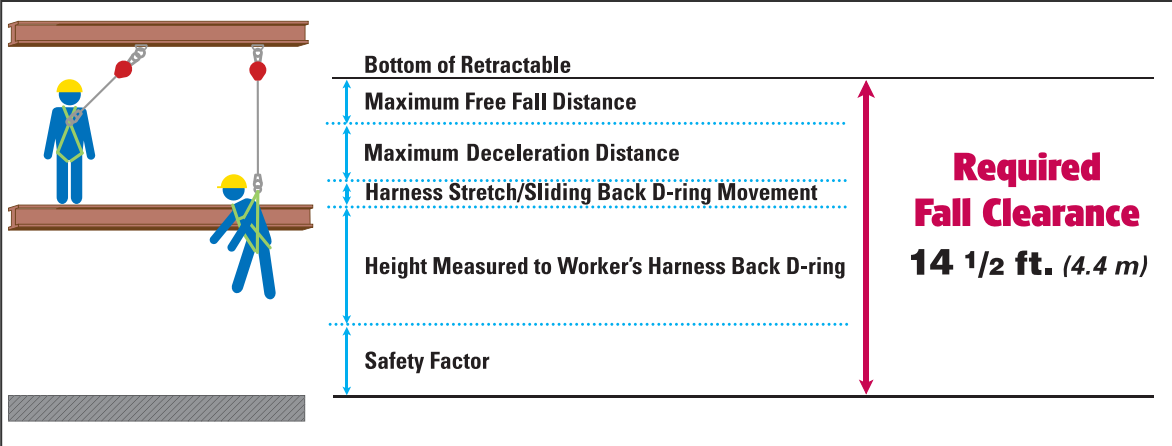 Bottom of Retractable
Maximum Free Fall Distance
Maximum Deceleration Distance
Harness Stretch/Sliding Back D-ring Movement
Height Measured to Worker’s Harness Back D-ring
Safety Factor
Required
Fall Clearance
14 1/2 ft. (4.4 m)